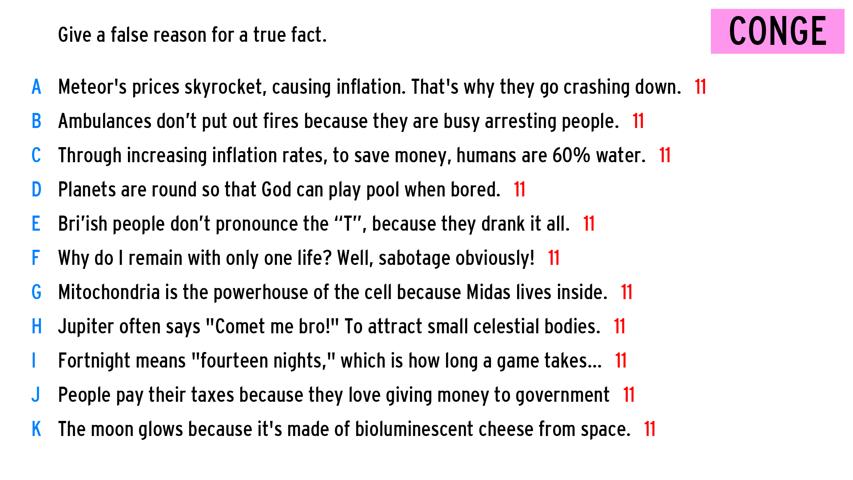 Give a false reason for a true fact.
CONGE
A Meteor's prices skyrocket, causing inflation. That's why they go crashing down. 11
B Ambulances don’t put out fires because they are busy arresting people. 11
C Through increasing inflation rates, to save money, humans are 60% water. 11
D Planets are round so that God can play pool when bored. 11
E Bri’ish people don’t pronounce the “T”, because they drank it all. 11
F Why do I remain with only one life? Well, sabotage obviously! 11
G Mitochondria is the powerhouse of the cell because Midas lives inside. 11
H Jupiter often says "Comet me bro!" To attract small celestial bodies. 11
I Fortnight means "fourteen nights," which is how long a game takes... 11
J People pay their taxes because they love giving money to government 11
K The moon glows because it's made of bioluminescent cheese from space. 11